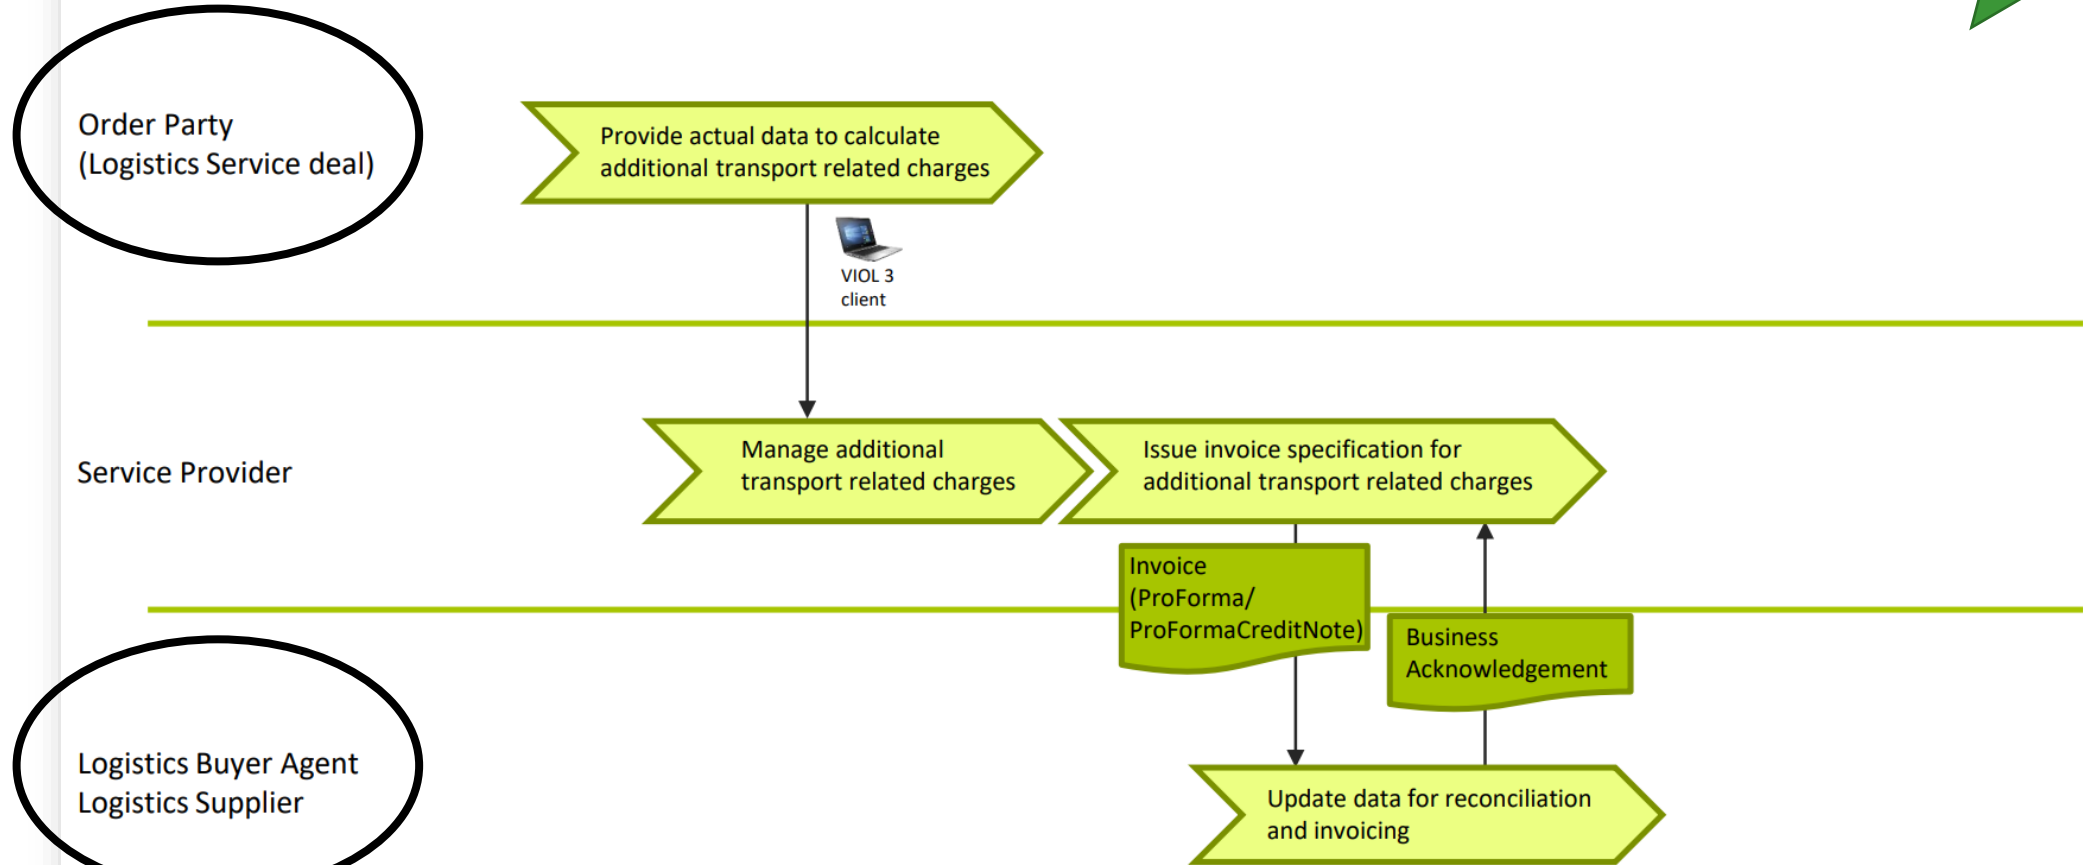 Order Party
(Logistics Service deal)
Provide actual data to calculate
additional transport related charges
VIOL 3
client
Service Provider
Manage additional
transport related charges
Issue invoice specification for
additional transport related charges
Invoice
(ProForma/
ProFormaCreditNote)
Business
Acknowledgement
Logistics Buyer Agent
Logistics Supplier
Update data for reconciliation
and invoicing